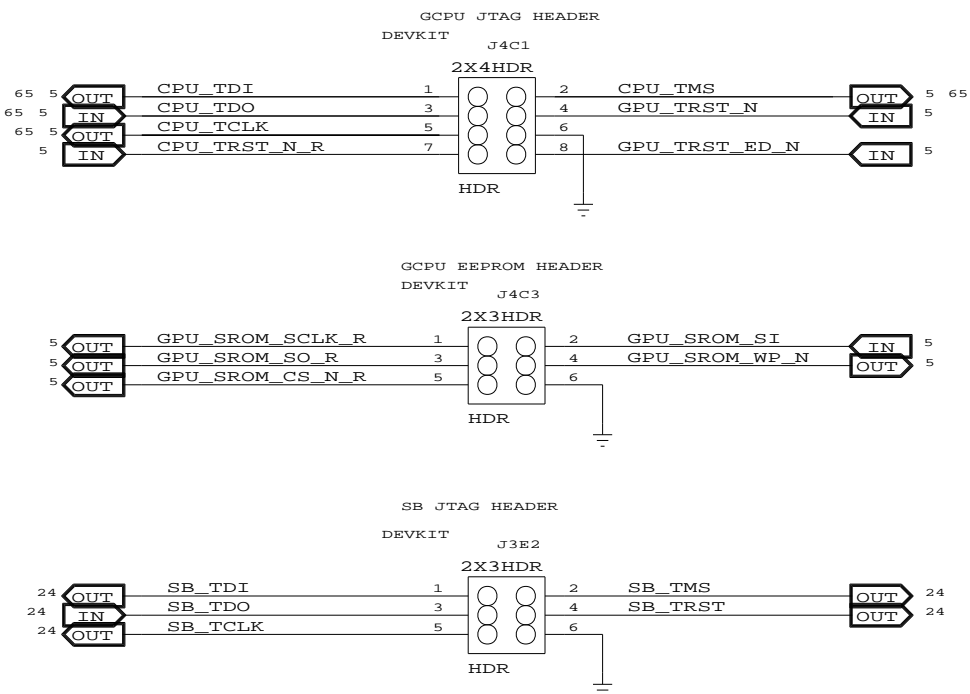 GCPU JTAG HEADER
DEVKIT
J4C1
2X4HDR
65 5 OUT CPU_TDI 1 2 CPU_TMS OUT 5 65
65 5 IN CPU_TDO 3 4 GPU_TRST_N IN 5
65 5 OUT CPU_TCLK 5 6
5 IN CPU_TRST_N_R 7 8 GPU_TRST_ED_N IN 5
HDR
GCPU EEPROM HEADER
DEVKIT
J4C3
2X3HDR
5 OUT GPU_SROM_SCLK_R 1 2 GPU_SROM_SI IN 5
5 OUT GPU_SROM_SO_R 3 4 GPU_SROM_WP_N OUT 5
5 OUT GPU_SROM_CS_N_R 5 6
HDR
SB JTAG HEADER
DEVKIT
J3E2
2X3HDR
24 OUT SB_TDI 1 2 SB_TMS OUT 24
24 IN SB_TDO 3 4 SB_TRST OUT 24
24 OUT SB_TCLK 5 6
HDR